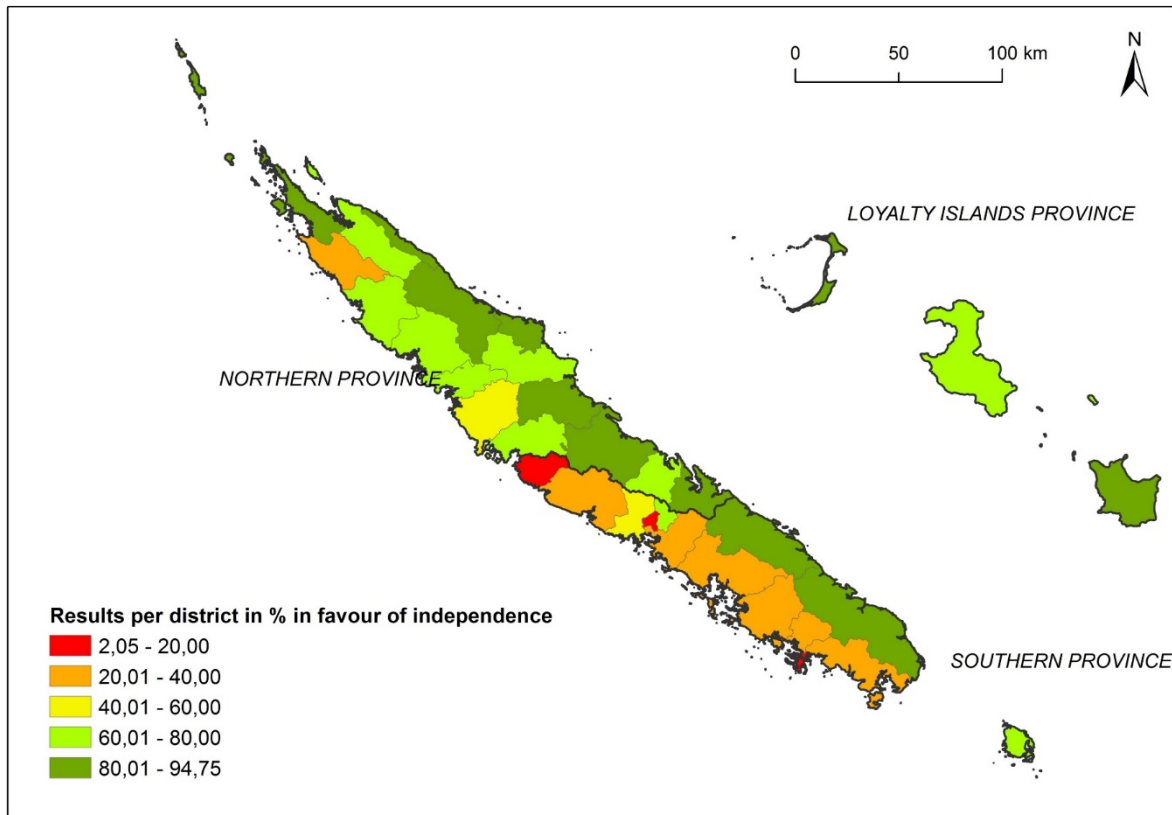 0 50 100 km
N
LOYALTY ISLANDS PROVINCE
NORTHERN PROVINCE
SOUTHERN PROVINCE
Results per district in % in favour of independence
2,05 - 20,00
20,01 - 40,00
40,01 - 60,00
60,01 - 80,00
80,01 - 94,75